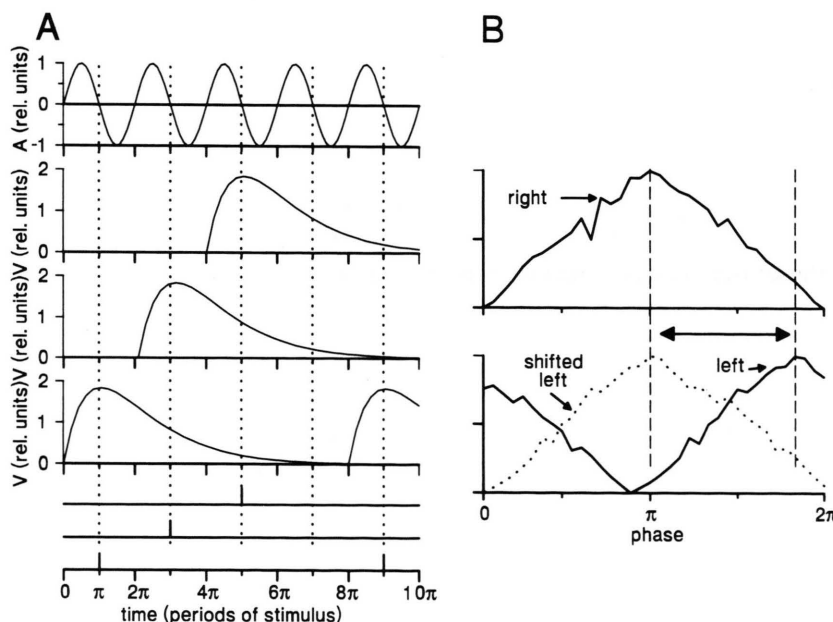 A
B
A (rel. units)
1
0
-1
V (rel. units)
2
1
0
V (rel. units)
2
1
0
V (rel. units)
2
1
0
0 π 2π 4π 6π 8π 10π
time (periods of stimulus)
right
shifted
left
left
0 π 2π
phase